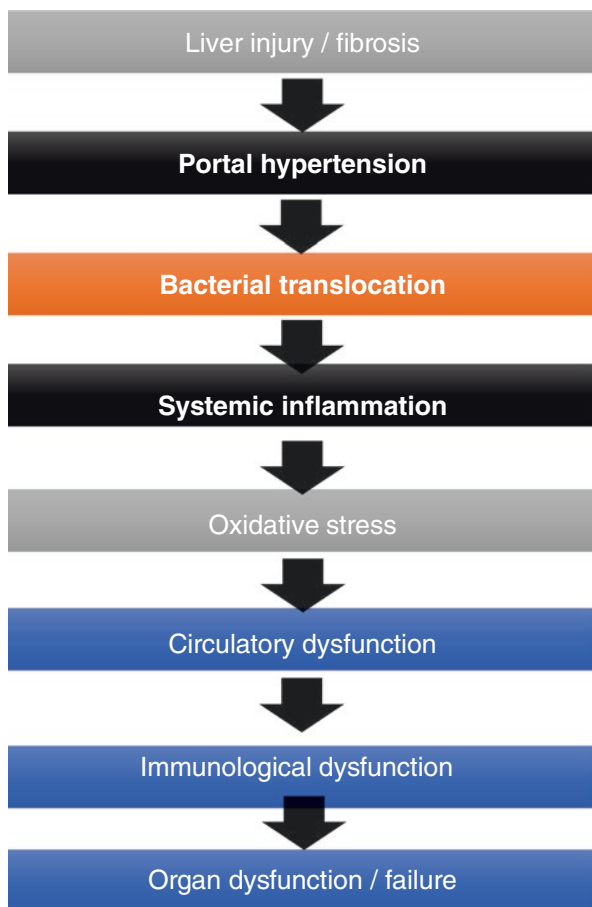 Liver injury / fibrosis
Portal hypertension
Bacterial translocation
Systemic inflammation
Oxidative stress
Circulatory dysfunction
Immunological dysfunction
Organ dysfunction / failure